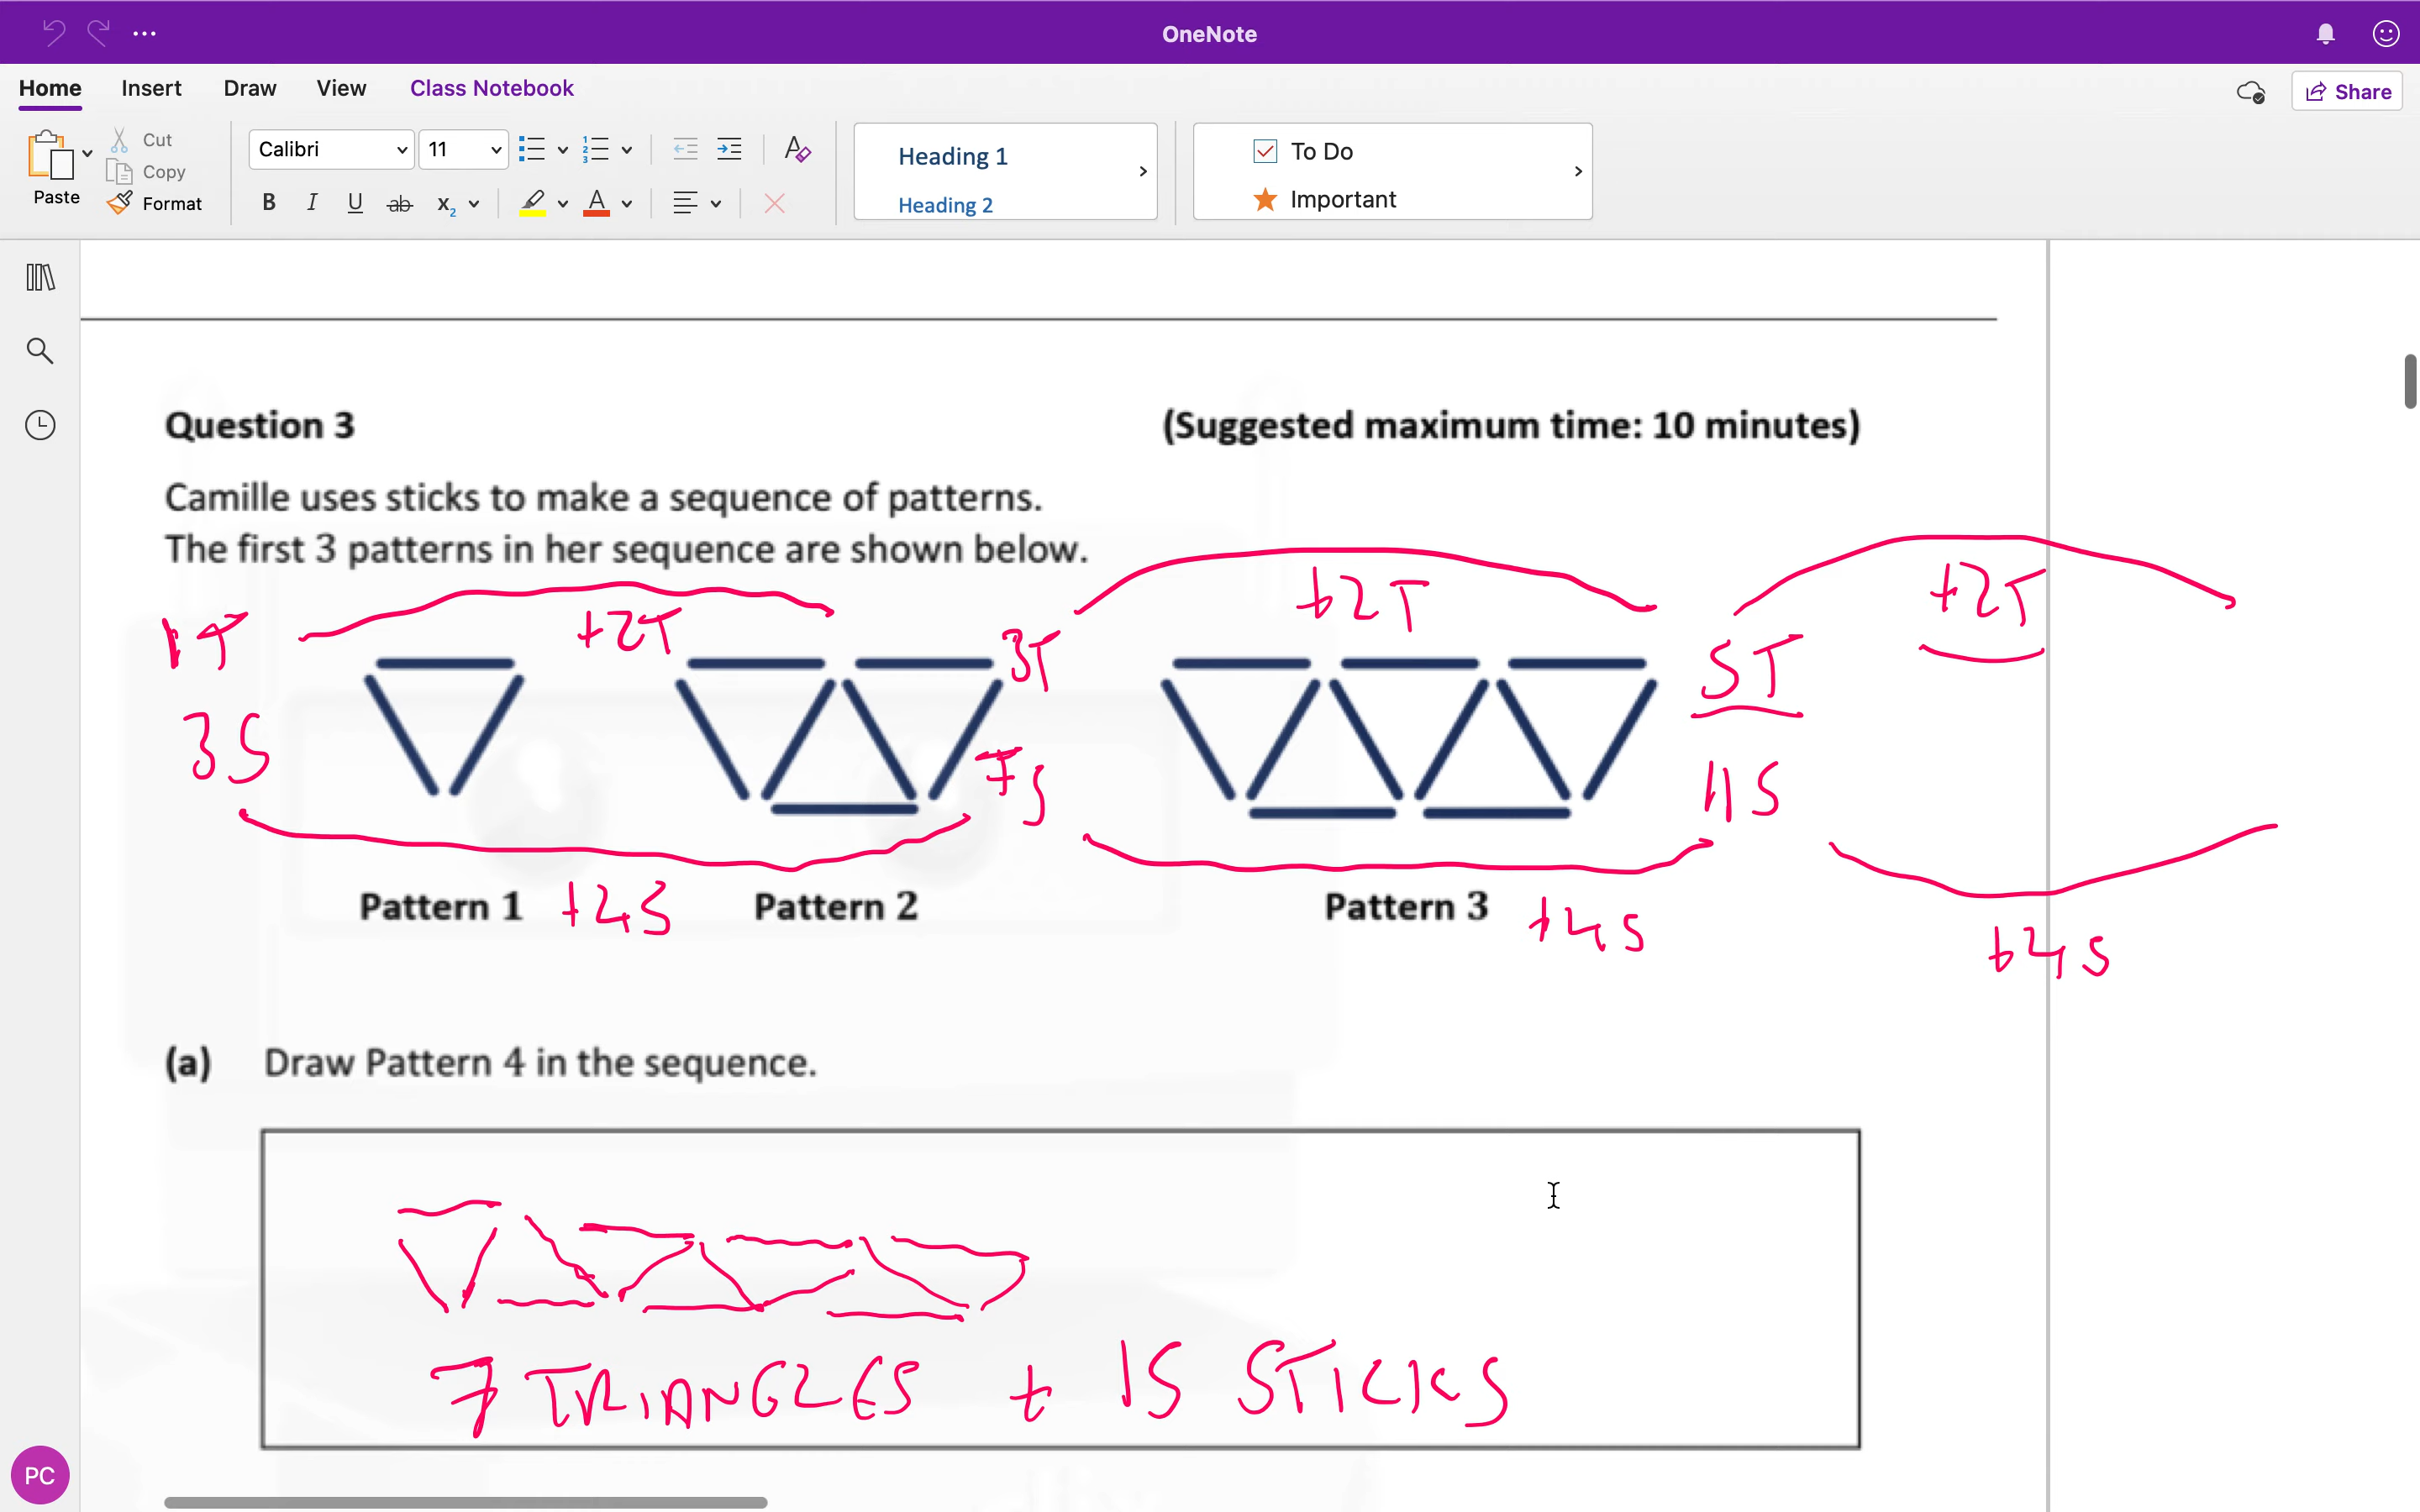 OneNote
Home Insert Draw View Class Notebook Share
Paste Cut Copy Format
Calibri 11
B I U ab x2 A
Heading 1
Heading 2
To Do
Important
Question 3 (Suggested maximum time: 10 minutes)
Camille uses sticks to make a sequence of patterns.
The first 3 patterns in her sequence are shown below.
1T +2T 3T +2T 5T +2T
3S 7S 11S
Pattern 1 +4S Pattern 2 Pattern 3 +4S +4S
(a) Draw Pattern 4 in the sequence.
7 TRIANGLES + 15 STICKS
PC